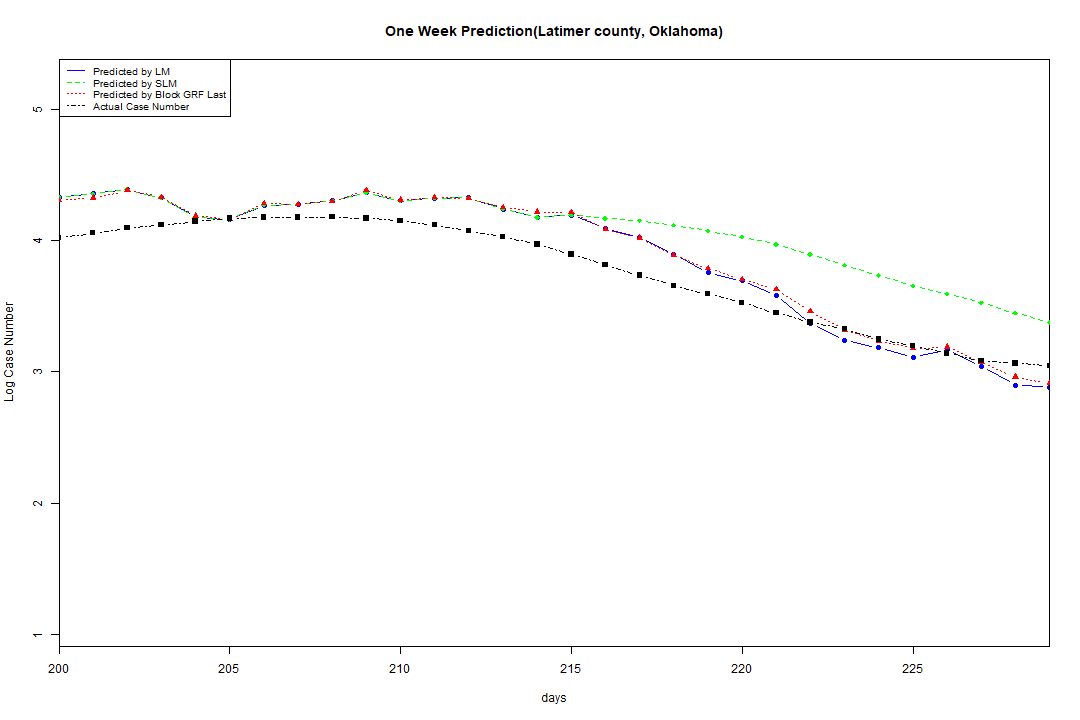 One Week Prediction(Latimer county, Oklahoma)
Predicted by LM
Predicted by SLM
Predicted by Block GRF Last
Actual Case Number
5
4
3
2
1
Log Case Number
200 205 210 215 220 225
days